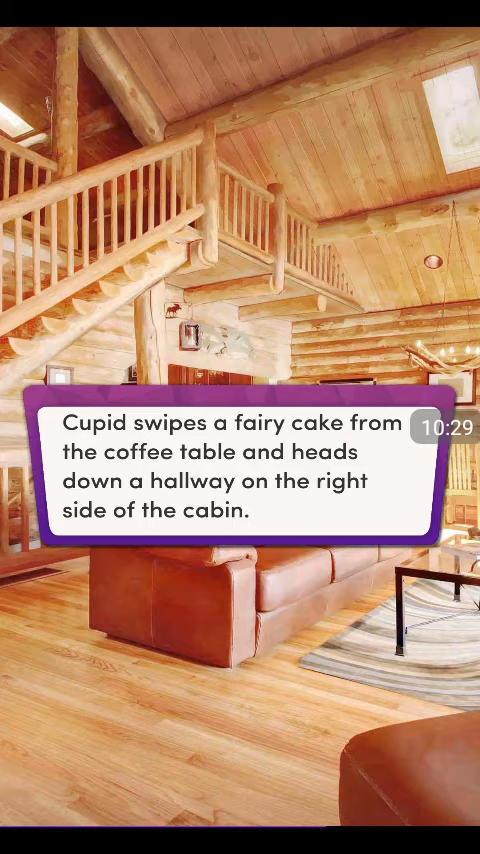 Cupid swipes a fairy cake from
10:29
the coffee table and heads
down a hallway on the right
side of the cabin.